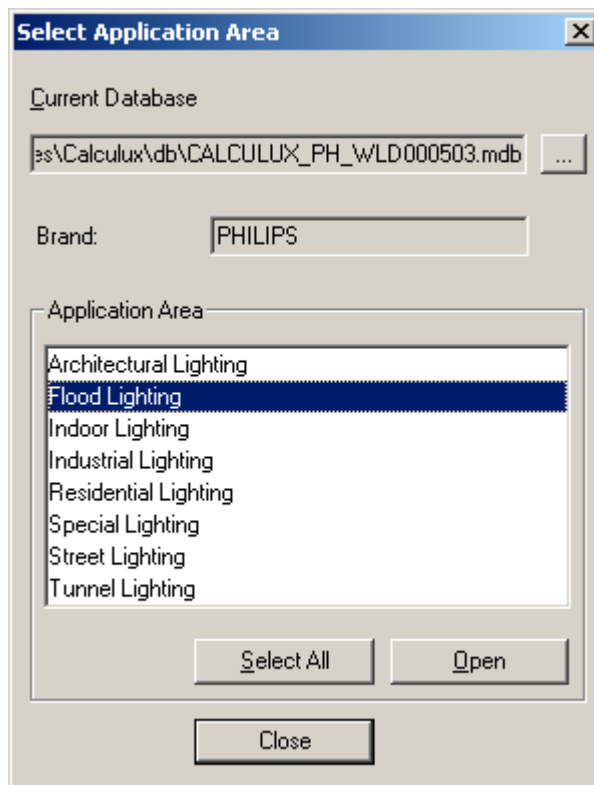 Select Application Area
Current Database
es\Calculux\db\CALCULUX_PH_WLD000503.mdb ...
Brand: PHILIPS
Application Area
Architectural Lighting
Flood Lighting
Indoor Lighting
Industrial Lighting
Residential Lighting
Special Lighting
Street Lighting
Tunnel Lighting
Select All Open
Close